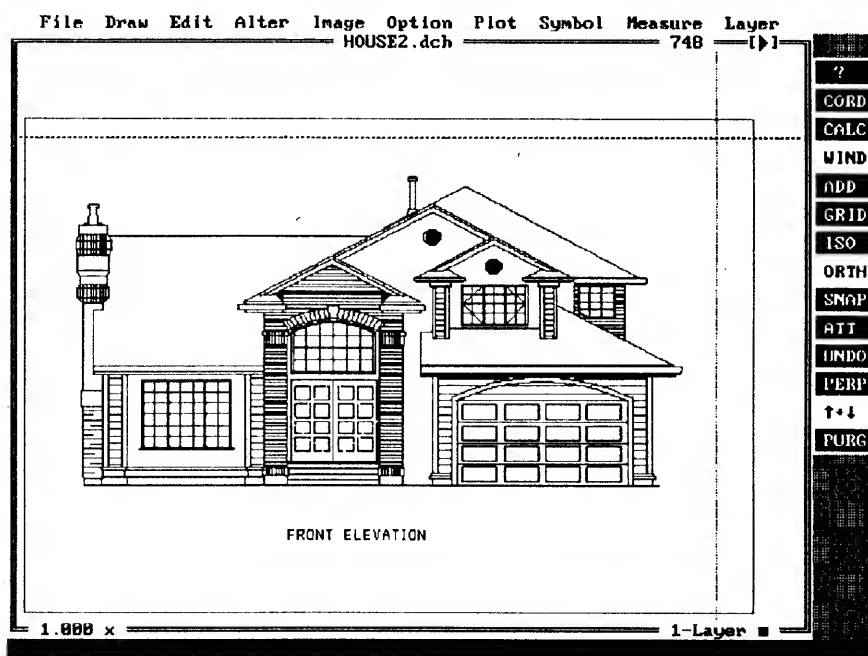 File Draw Edit Alter Image Option Plot Symbol Measure Layer
HOUSE2.dch 748 [▶]
?
CORD
CALC
WIND
ADD
GRID
ISO
ORTH
SNAP
ATT
UNDO
PERP
↑+↓
PURG
FRONT ELEVATION
1.000 x 1-Layer ■